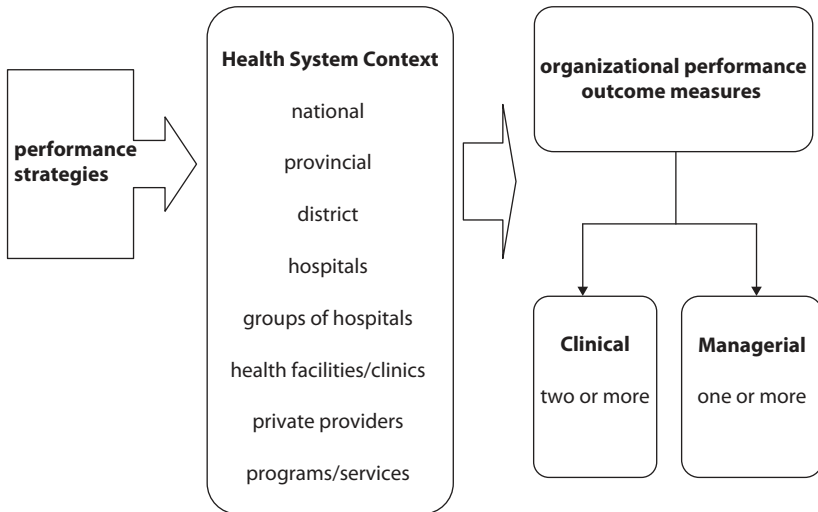 performance
strategies
Health System Context
national
provincial
district
hospitals
groups of hospitals
health facilities/clinics
private providers
programs/services
organizational performance
outcome measures
Clinical
two or more
Managerial
one or more